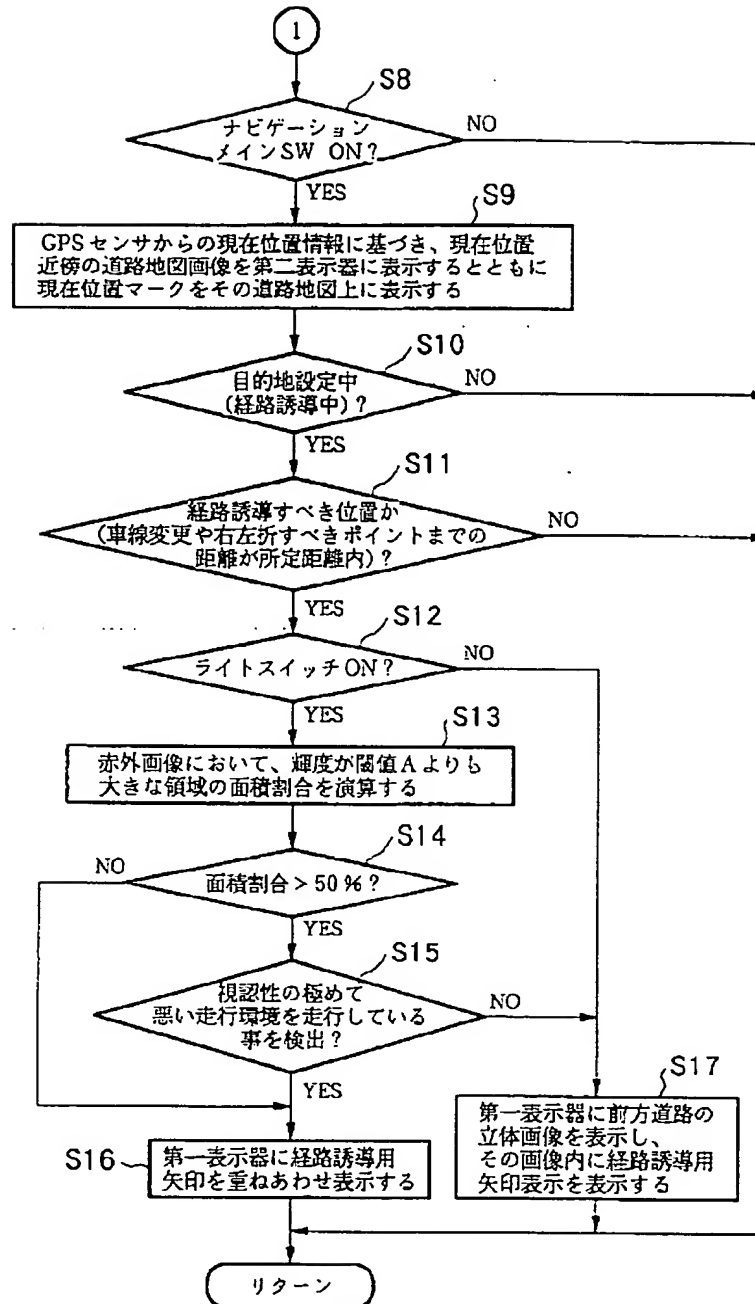 1
S8
ナビゲーション
メインSW ON?
NO
YES
S9
GPSセンサからの現在位置情報に基づき、現在位置
近傍の道路地図画像を第二表示器に表示するとともに
現在位置マークをその道路地図上に表示する
S10
目的地設定中
(経路誘導中)?
NO
YES
S11
経路誘導すべき位置か
(車線変更や右左折すべきポイントまでの
距離が所定距離内)?
NO
YES
S12
ライトスイッチON?
NO
YES
S13
赤外画像において、輝度が閾値Aよりも
大きな領域の面積割合を演算する
S14
NO
面積割合>50%?
YES
S15
視認性の極めて
悪い走行環境を走行している
事を検出?
NO
YES
S17
第一表示器に前方道路の
立体画像を表示し、
その画像内に経路誘導用
矢印表示を表示する
S16
第一表示器に経路誘導用
矢印を重ねあわせ表示する
リターン